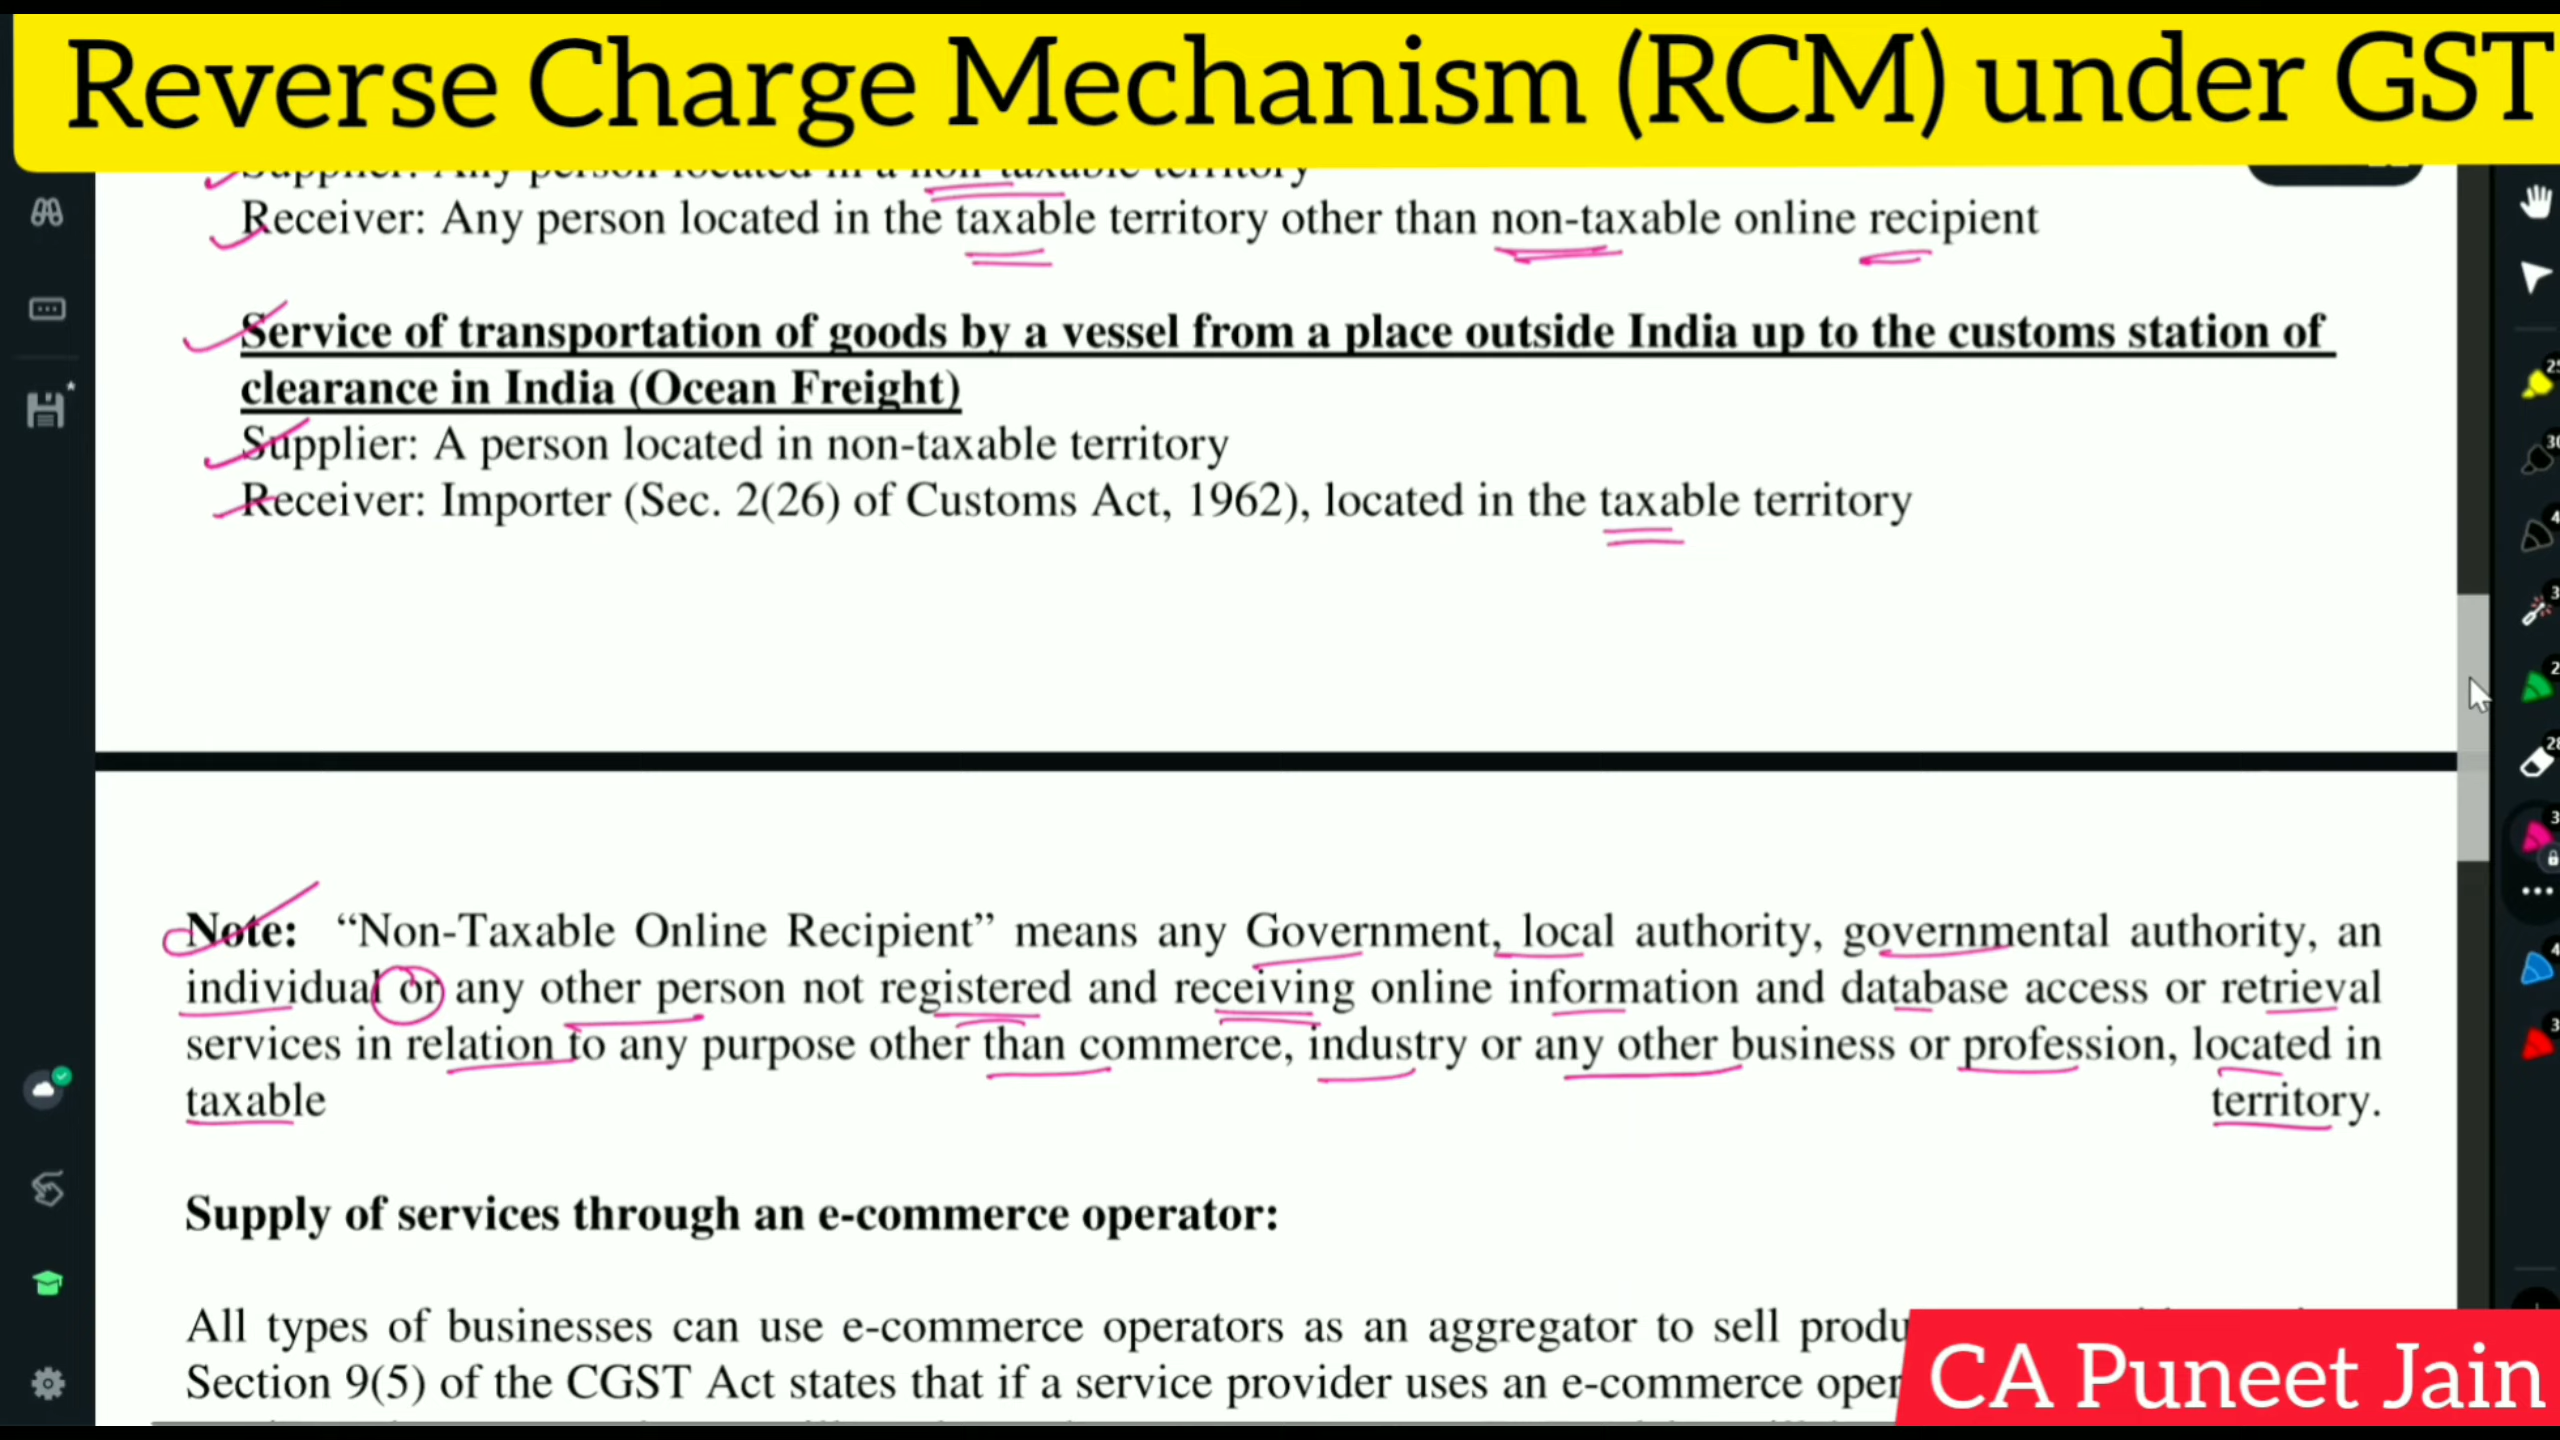 Reverse Charge Mechanism (RCM) under GST
Supplier: Any person located in a non-taxable territory
Receiver: Any person located in the taxable territory other than non-taxable online recipient
Service of transportation of goods by a vessel from a place outside India up to the customs station of
clearance in India (Ocean Freight)
Supplier: A person located in non-taxable territory
Receiver: Importer (Sec. 2(26) of Customs Act, 1962), located in the taxable territory
Note: “Non-Taxable Online Recipient” means any Government, local authority, governmental authority, an
individual or any other person not registered and receiving online information and database access or retrieval
services in relation to any purpose other than commerce, industry or any other business or profession, located in
taxable territory.
Supply of services through an e-commerce operator:
All types of businesses can use e-commerce operators as an aggregator to sell produ
Section 9(5) of the CGST Act states that if a service provider uses an e-commerce oper
CA Puneet Jain